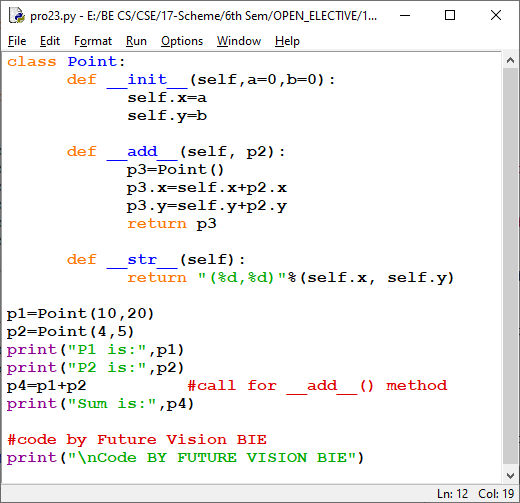 pro23.py - E:/BE CS/CSE/17-Scheme/6th Sem/OPEN_ELECTIVE/1...
File Edit Format Run Options Window Help
class Point:
      def __init__(self,a=0,b=0):
            self.x=a
            self.y=b

      def __add__(self, p2):
            p3=Point()
            p3.x=self.x+p2.x
            p3.y=self.y+p2.y
            return p3

      def __str__(self):
            return "(%d,%d)"%(self.x, self.y)

p1=Point(10,20)
p2=Point(4,5)
print("P1 is:",p1)
print("P2 is:",p2)
p4=p1+p2          #call for __add__() method
print("Sum is:",p4)

#code by Future Vision BIE
print("\nCode BY FUTURE VISION BIE")
Ln: 12 Col: 19